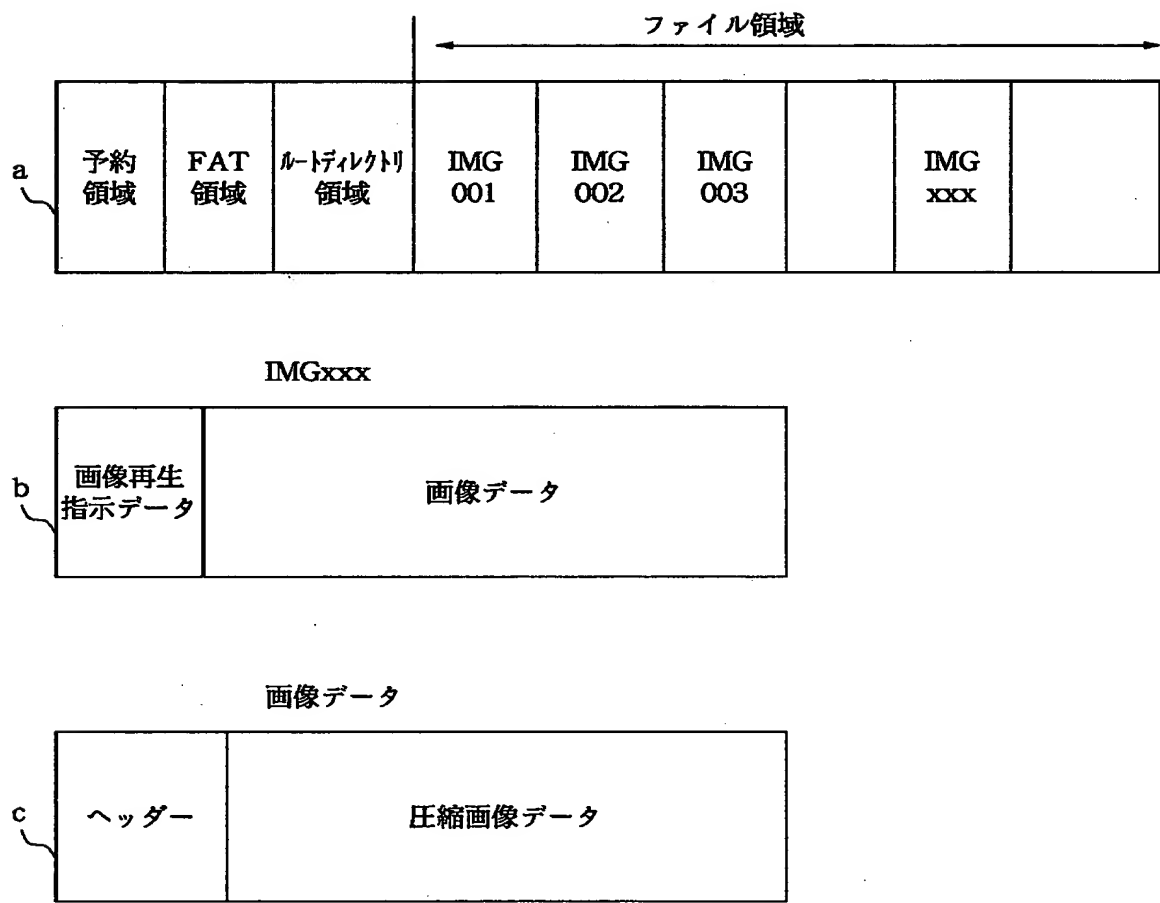 ファイル領域
a
予約
領域
FAT
領域
ルートディレクトリ
領域
IMG
001
IMG
002
IMG
003
IMG
xxx
IMGxxx
b
画像再生
指示データ
画像データ
画像データ
c
ヘッダー
圧縮画像データ